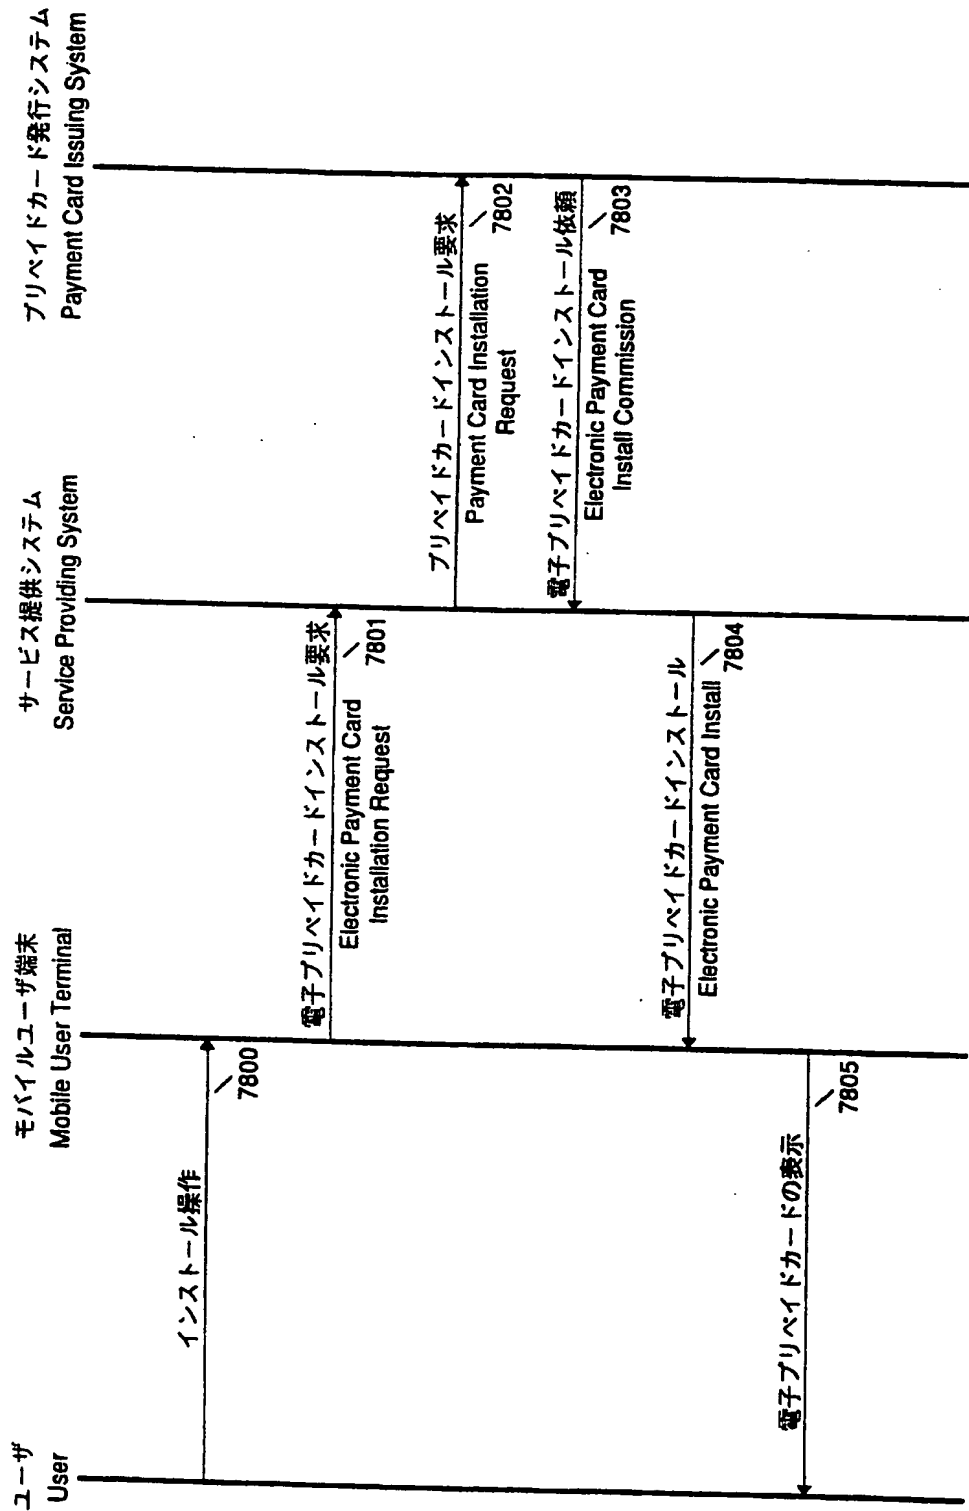 ユーザ
User
モバイルユーザ端末
Mobile User Terminal
サービス提供システム
Service Providing System
プリペイドカード発行システム
Payment Card Issuing System
インストール操作
7800
電子プリペイドカードインストール要求
7801
Electronic Payment Card
Installation Request
プリペイドカードインストール要求
7802
Payment Card Installation
Request
電子プリペイドカードインストール依頼
7803
Electronic Payment Card
Install Commission
電子プリペイドカードインストール
7804
Electronic Payment Card Install
電子プリペイドカードの表示
7805